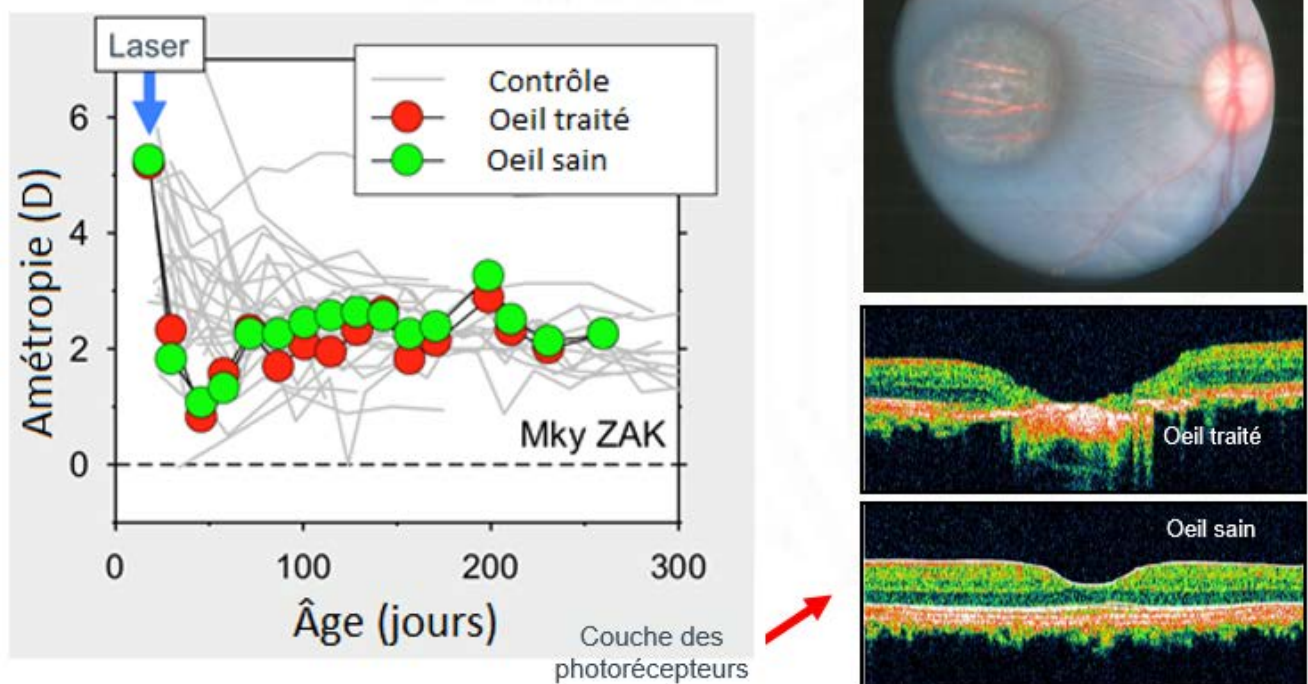 Laser
Contrôle
Oeil traité
Oeil sain
6
4
2
0
Amétropie (D)
Mky ZAK
0
100
200
300
Âge (jours)
Couche des
photorécepteurs
Oeil traité
Oeil sain